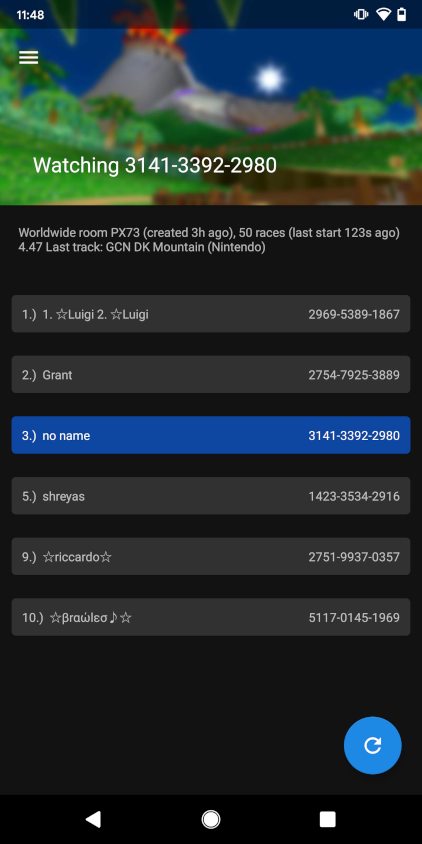 11:48
Watching 3141-3392-2980
Worldwide room PX73 (created 3h ago), 50 races (last start 123s ago)
4.47 Last track: GCN DK Mountain (Nintendo)
1.) 1. ☆Luigi 2. ☆Luigi 2969-5389-1867
2.) Grant 2754-7925-3889
3.) no name 3141-3392-2980
5.) shreyas 1423-3534-2916
9.) ☆riccardo☆ 2751-9937-0357
10.) ☆βrαώlεσ♪☆ 5117-0145-1969